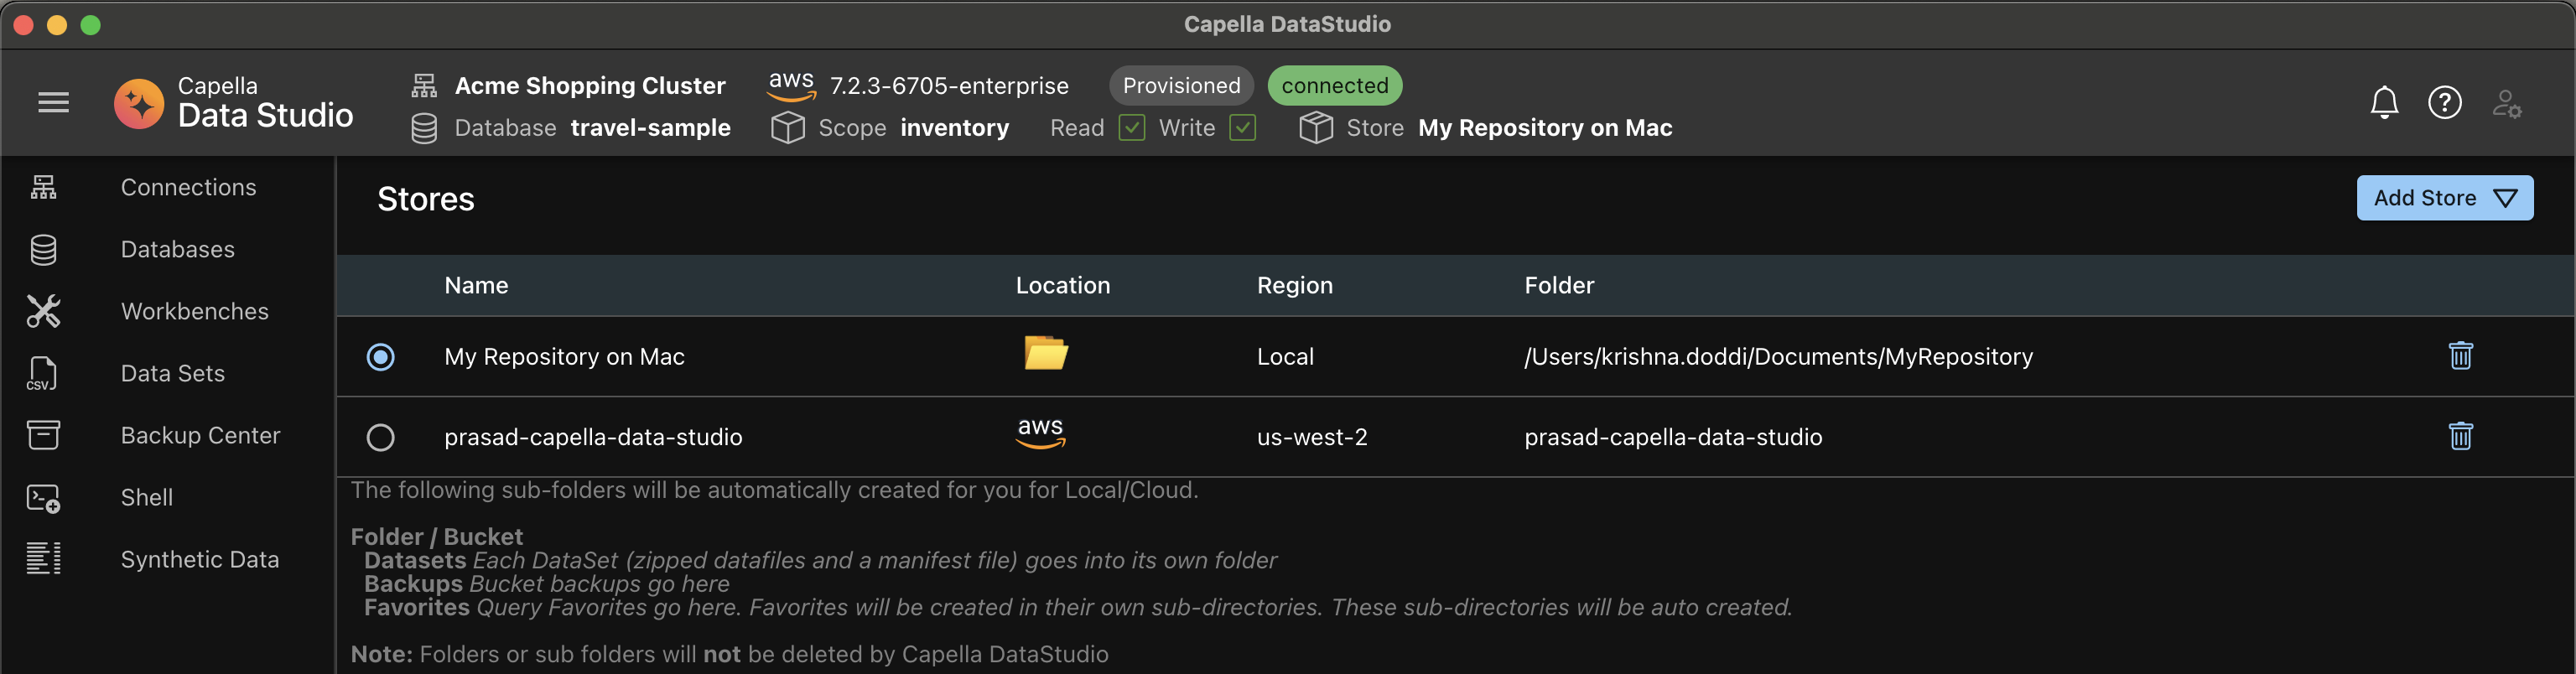 Capella DataStudio
Capella
Data Studio
Acme Shopping Cluster aws 7.2.3-6705-enterprise Provisioned connected
Database travel-sample Scope inventory Read Write Store My Repository on Mac
?
Connections
Databases
Workbenches
CSV Data Sets
Backup Center
Shell
Synthetic Data
Stores
Add Store
Name Location Region Folder
My Repository on Mac Local /Users/krishna.doddi/Documents/MyRepository
prasad-capella-data-studio aws us-west-2 prasad-capella-data-studio
The following sub-folders will be automatically created for you for Local/Cloud.
Folder / Bucket
Datasets Each DataSet (zipped datafiles and a manifest file) goes into its own folder
Backups Bucket backups go here
Favorites Query Favorites go here. Favorites will be created in their own sub-directories. These sub-directories will be auto created.
Note: Folders or sub folders will not be deleted by Capella DataStudio